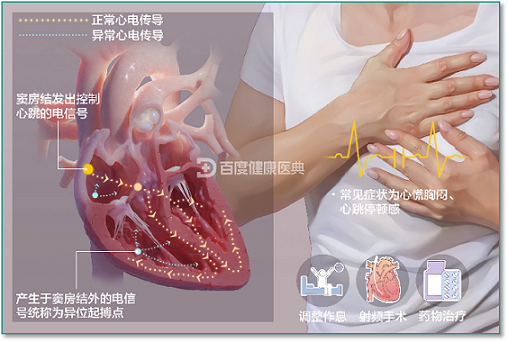 正常心电传导
异常心电传导
窦房结发出控制
心跳的电信号
百度健康医典
·常见症状为心慌胸闷、
心跳停顿感
产生于窦房结外的电信
号统称为异位起搏点
调整作息
射频手术
药物治疗